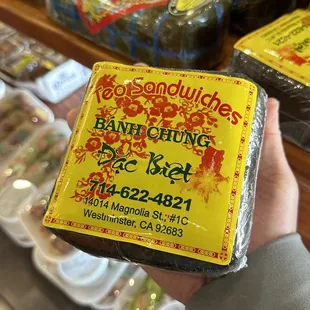 Teo Sandwiches
BÁNH CHƯNG
Đặc Biệt
714-622-4821
14014 Magnolia St., #1C
Westminster, CA 92683